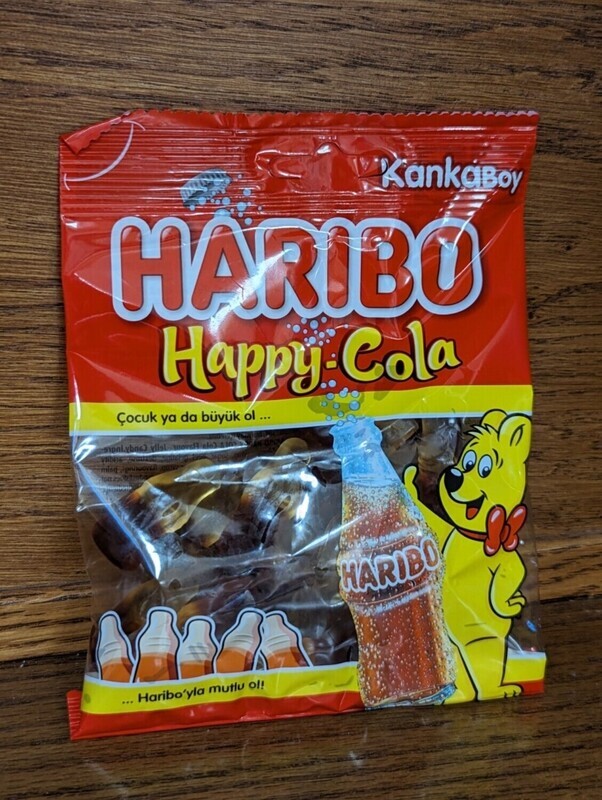 KankaBOY
HARIBO
Happy-Cola
Çocuk ya da büyük ol ...
HARIBO
... Haribo'yla mutlu ol!